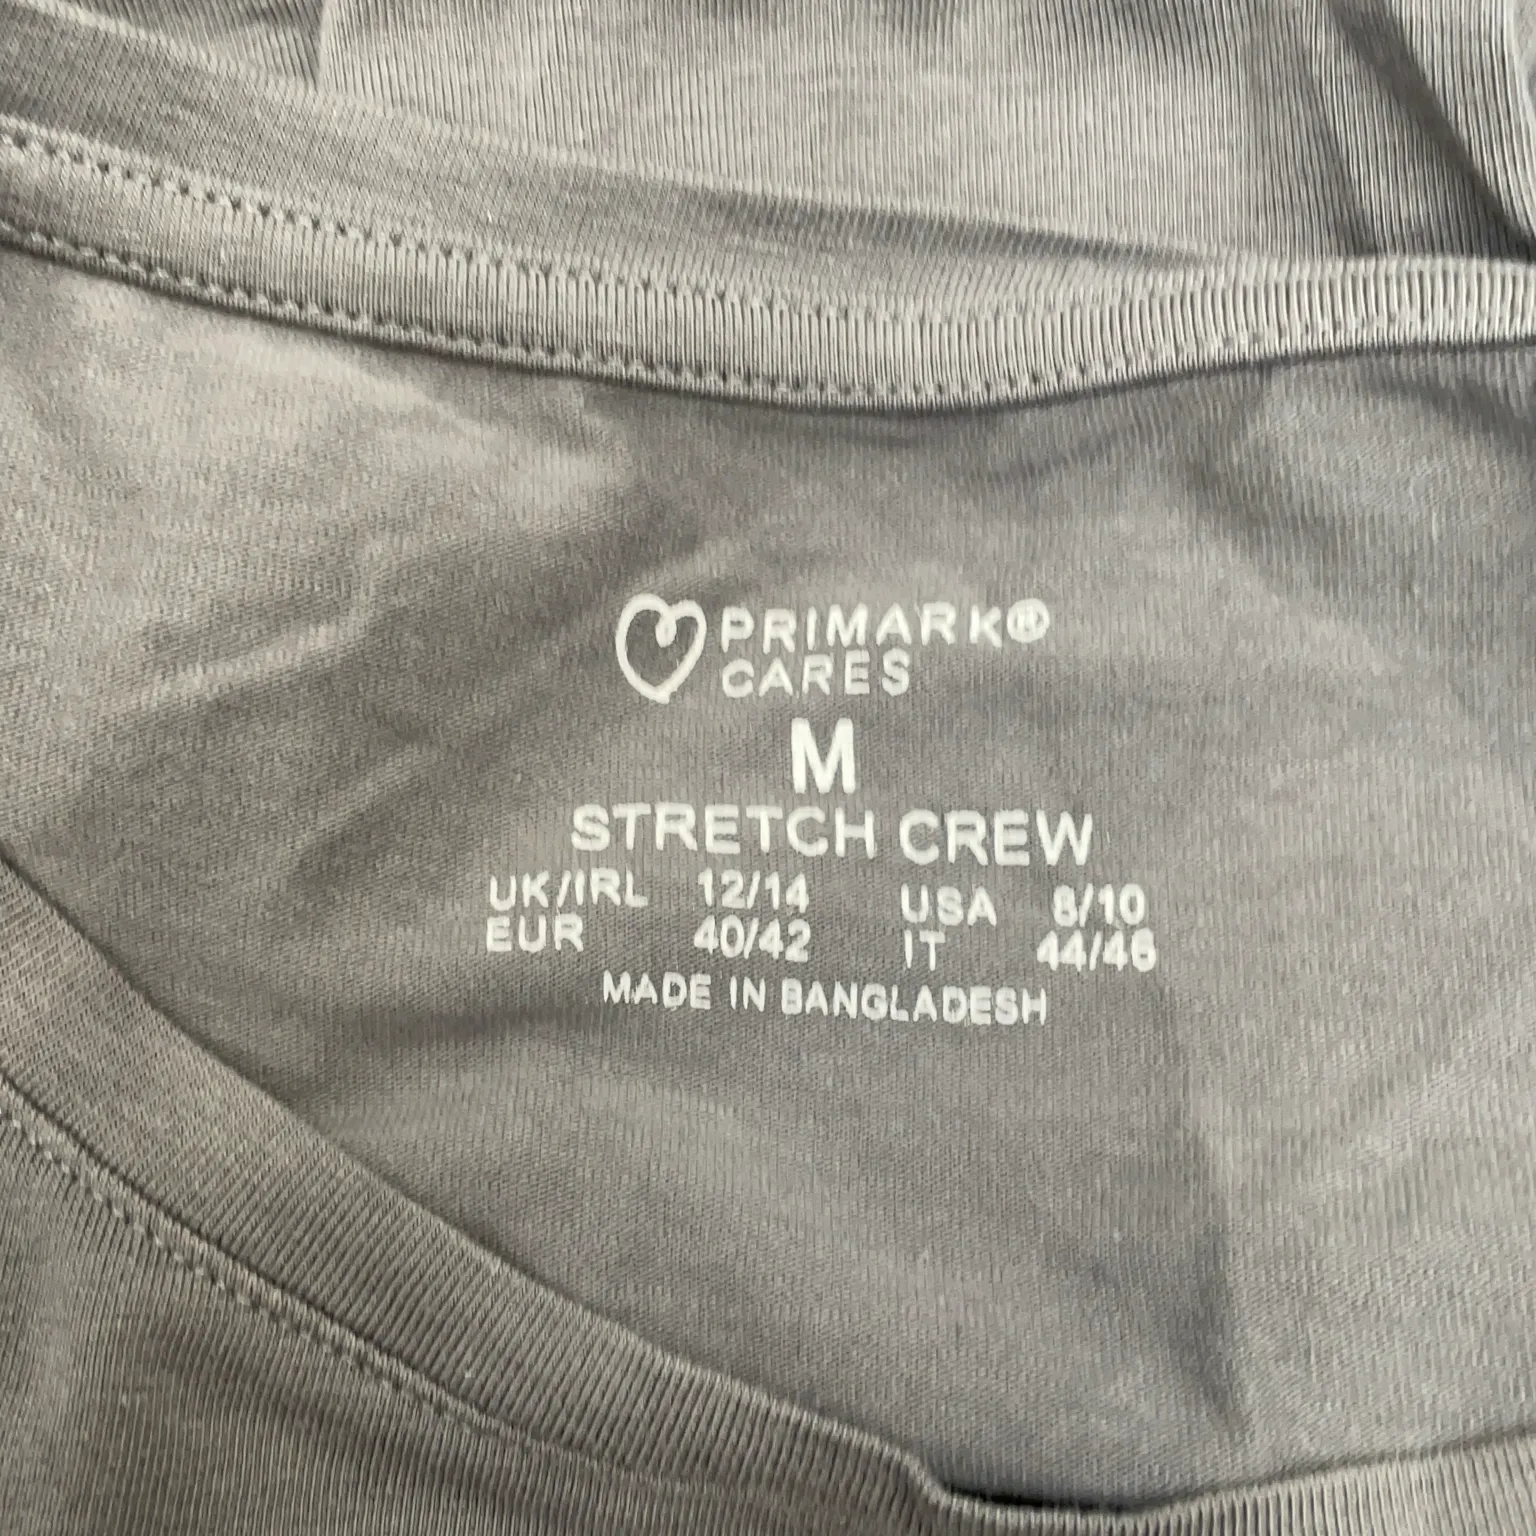 PRIMARK®
CARES
M
STRETCH CREW
UK/IRL 12/14 USA 8/10
EUR 40/42 IT 44/46
MADE IN BANGLADESH